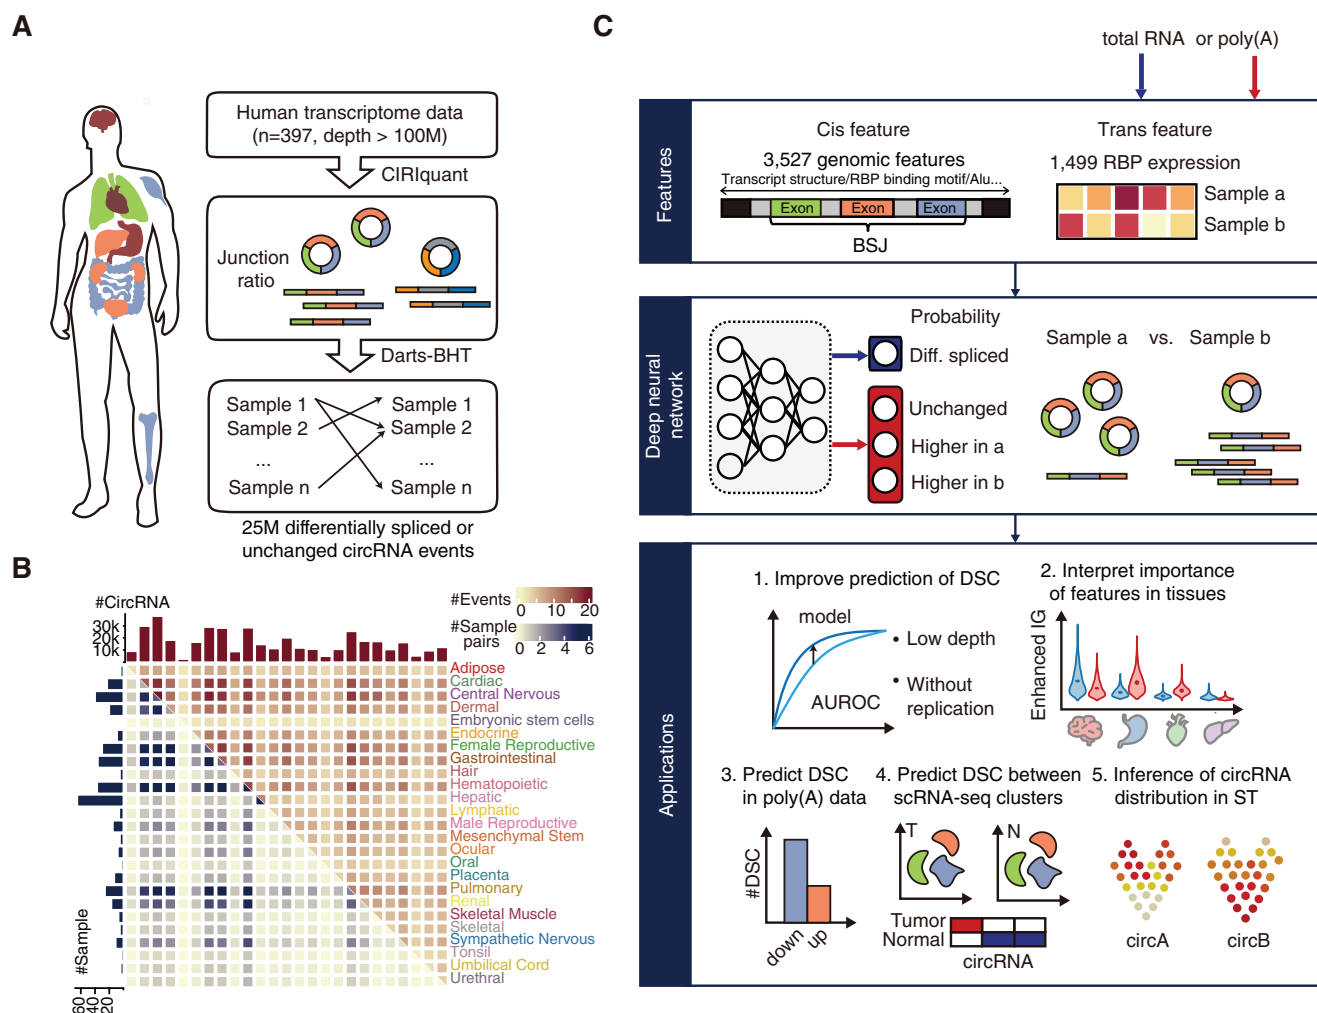 A
Human transcriptome data
(n=397, depth > 100M)
CIRIquant
Junction
ratio
Darts-BHT
Sample 1
Sample 1
Sample 2
Sample 2
...
...
Sample n
Sample n
25M differentially spliced or
unchanged circRNA events
B
#CircRNA
30k
20k
10k
#Events
0 10 20
#Sample
pairs
0 2 4 6
Adipose
Cardiac
Central Nervous
Dermal
Embryonic stem cells
Endocrine
Female Reproductive
Gastrointestinal
Hair
Hematopoietic
Hepatic
Lymphatic
Male Reproductive
Mesenchymal Stem
Ocular
Oral
Placenta
Pulmonary
Renal
Skeletal Muscle
Skeletal
Sympathetic Nervous
Tonsil
Umbilical Cord
Urethral
#Sample
60
40
20
C
total RNA or poly(A)
Features
Cis feature
3,527 genomic features
Transcript structure/RBP binding motif/Alu...
Exon
Exon
Exon
BSJ
Trans feature
1,499 RBP expression
Sample a
Sample b
Deep neural
network
Probability
Diff. spliced
Unchanged
Higher in a
Higher in b
Sample a vs. Sample b
Applications
1. Improve prediction of DSC
model
AUROC
• Low depth
• Without
replication
2. Interpret importance
of features in tissues
Enhanced IG
3. Predict DSC
in poly(A) data
#DSC
down
up
4. Predict DSC between
scRNA-seq clusters
T
N
Tumor
Normal
circRNA
5. Inference of circRNA
distribution in ST
circA
circB